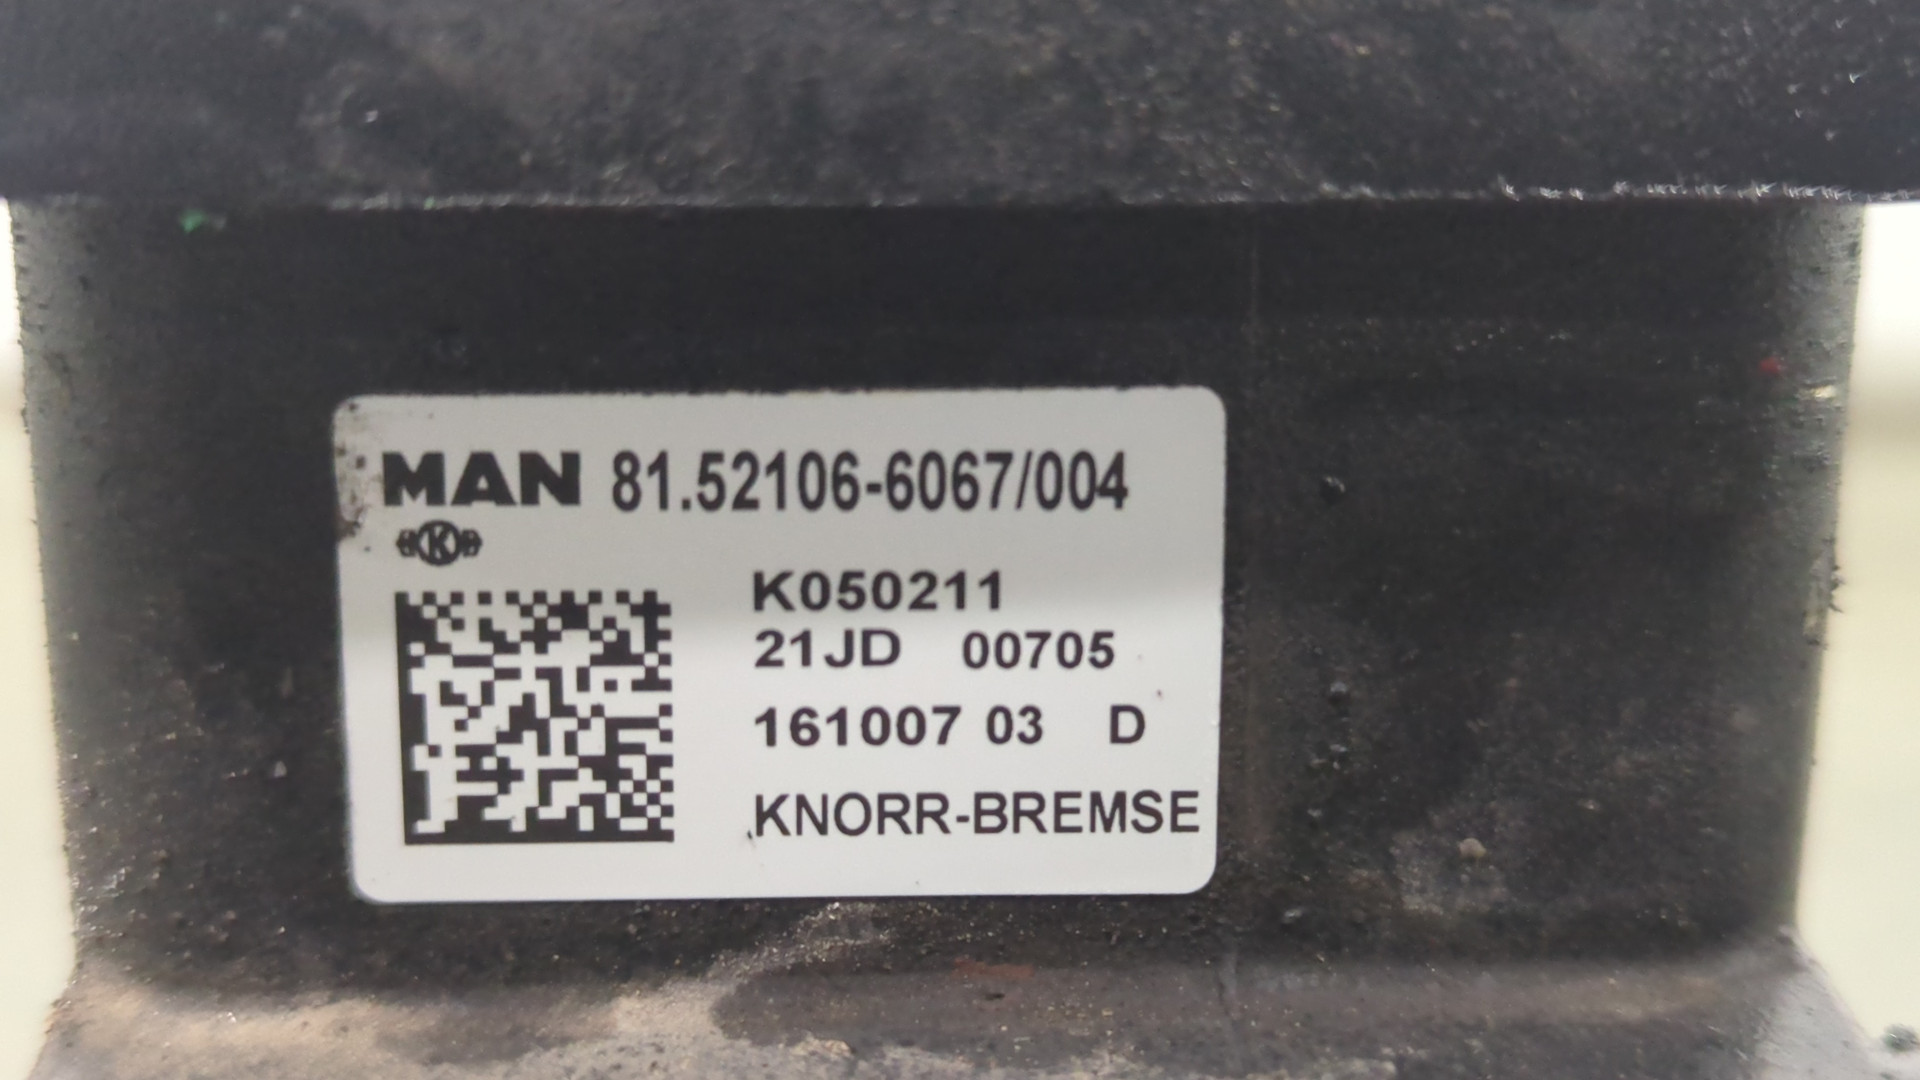 MAN 81.52106-6067/004
K
K050211
21JD 00705
161007 03 D
KNORR-BREMSE